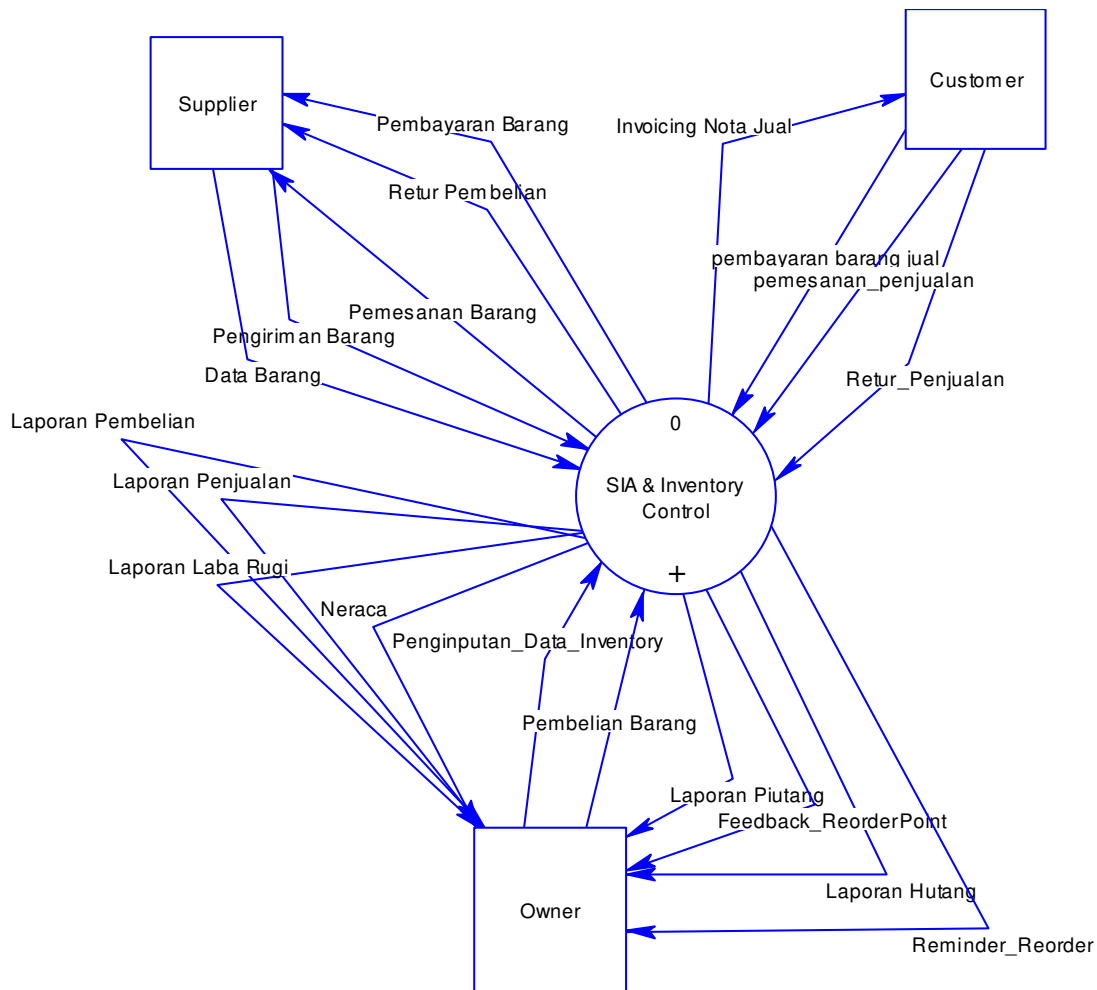 Customer
Supplier
Pembayaran Barang
Invoicing Nota Jual
Retur Pembelian
pembayaran barang jual
pemesanan_penjualan
Pemesanan Barang
Pengiriman Barang
Data Barang
Retur_Penjualan
Laporan Pembelian
0
Laporan Penjualan
SIA & Inventory
Control
Laporan Laba Rugi
+
Neraca
Penginputan_Data_Inventory
Pembelian Barang
Laporan Piutang
Feedback_ReorderPoint
Laporan Hutang
Owner
Reminder_Reorder